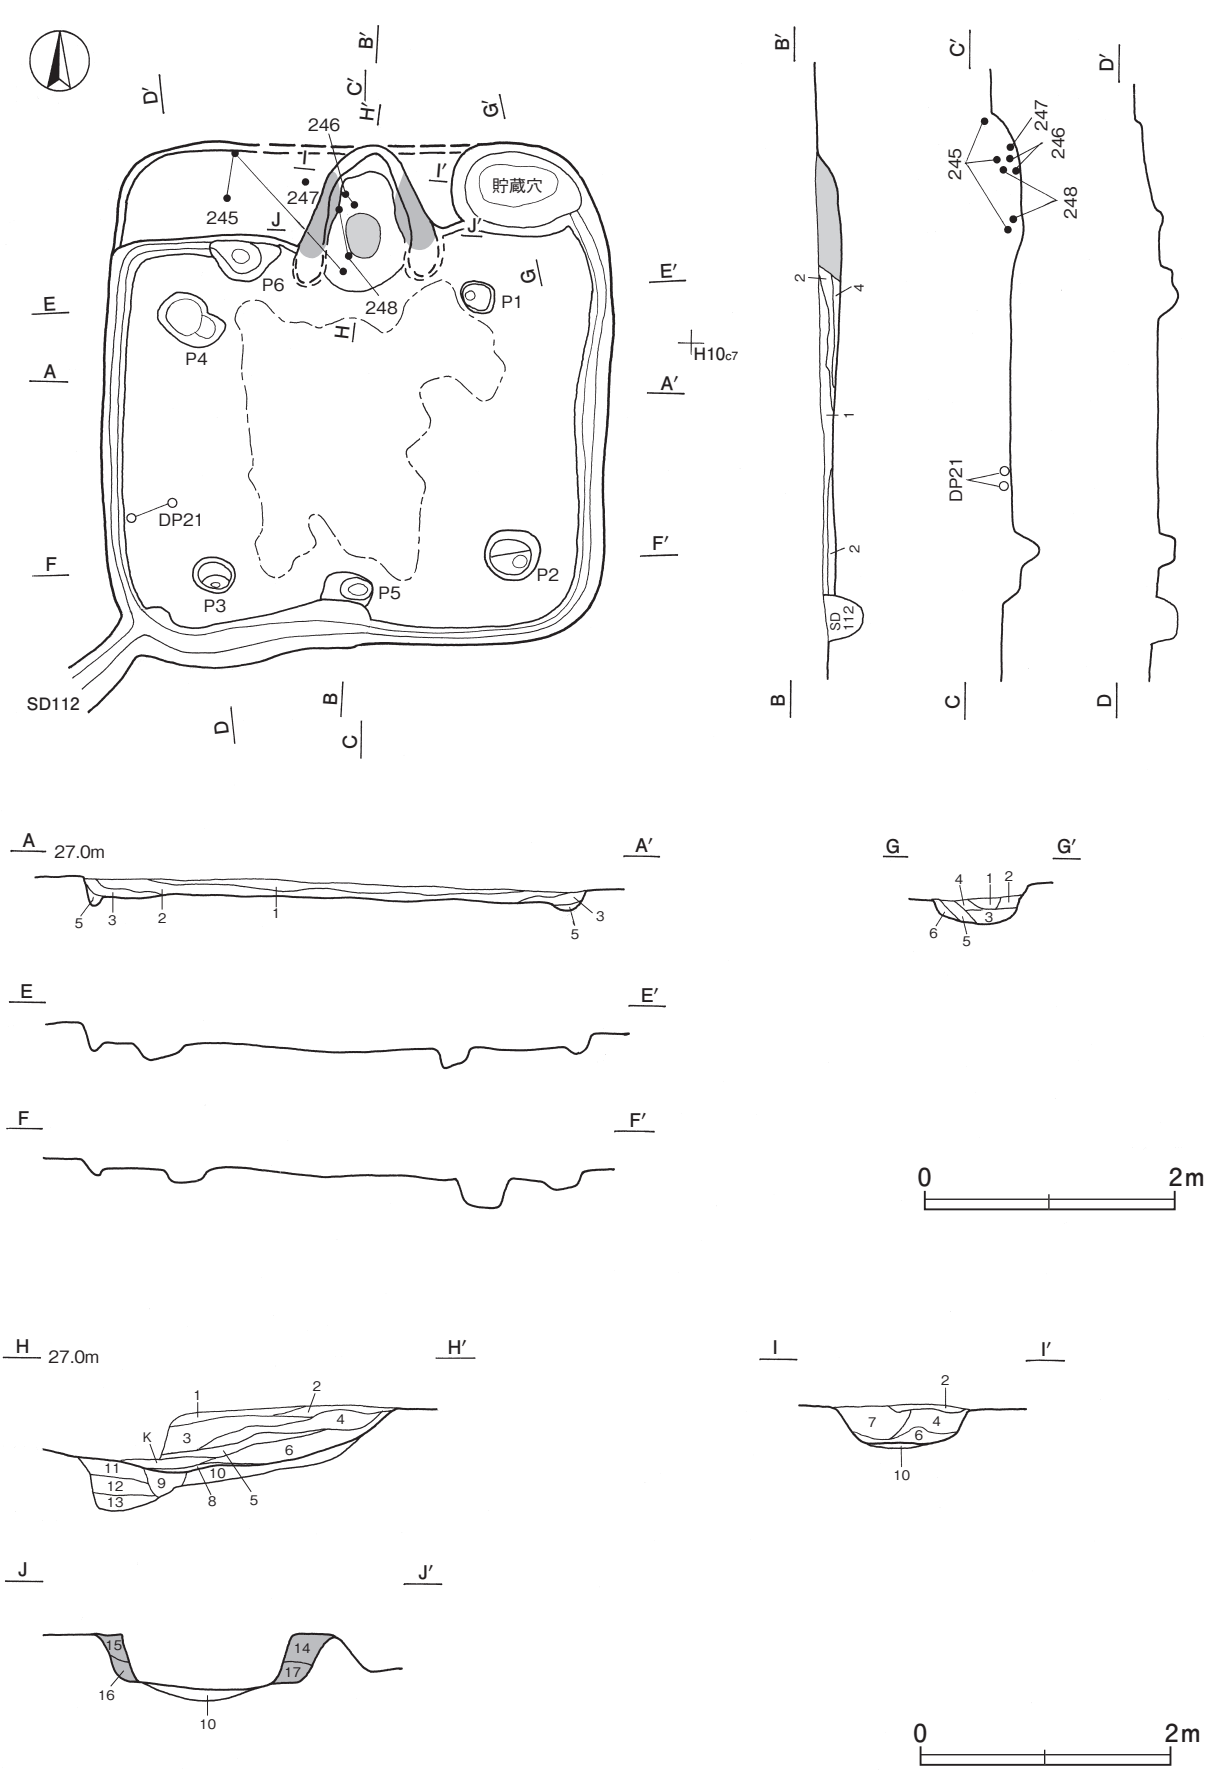 B′
C′
H′
D′
G′
246
I
I′
247
245
貯蔵穴
J
J′
P6
G
E
E′
P1
248
H
P4
H10c7
A
A′
DP21
F
F′
P2
P3
P5
SD112
B
D
C
B′
2
4
1
2
SD
112
B
C′
247
246
245
248
DP21
C
D′
D
A
27.0m
A′
5
3
2
1
3
5
G
G′
4
1
2
3
6
5
E
E′
F
F′
0
2m
H
27.0m
H′
1
2
3
4
K
6
11
10
12
9
13
8
5
I
I′
2
7
4
6
10
J
J′
15
14
17
16
10
0
2m